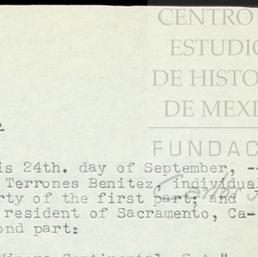 CENTRO
ESTUDIO
DE HISTO
DE MEXI
FUNDAC
is 24th. day of September, --
Terrones Benitez, individual
rty of the first part; and
resident of Sacramento, Ca-
ond part: